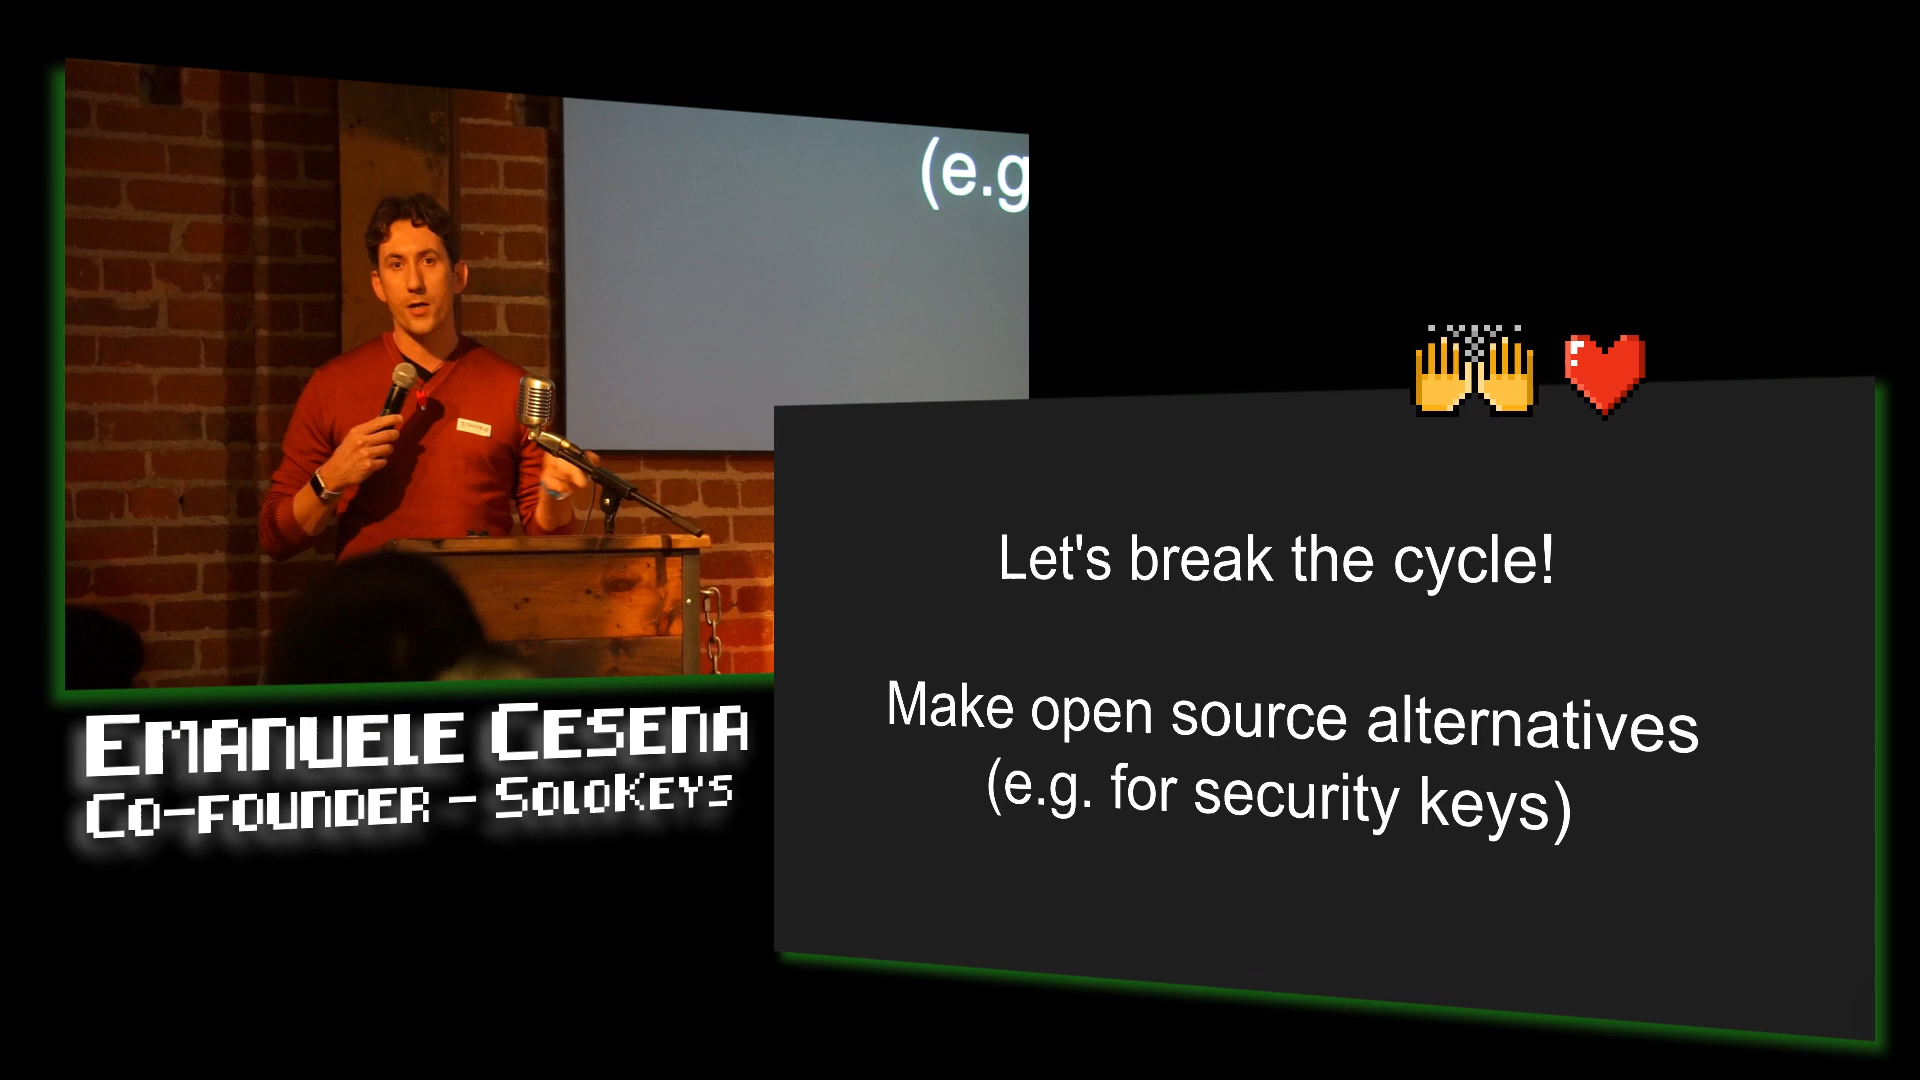 (e.g
EMANUELE CESENA
CO-FOUNDER - SOLOKEYS
Let's break the cycle!
Make open source alternatives
(e.g. for security keys)